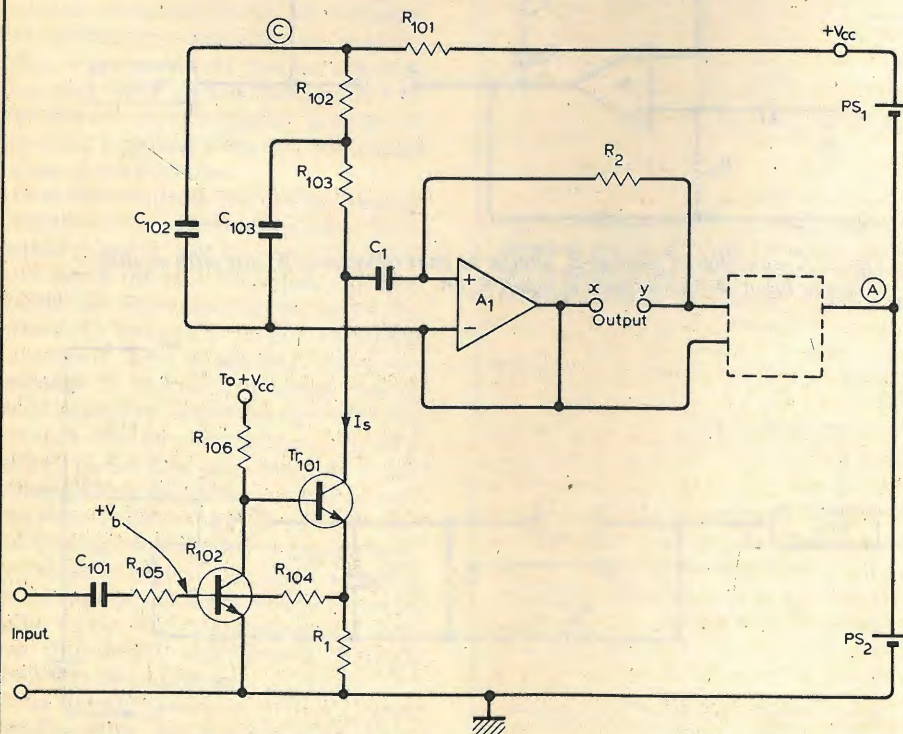 C
R101
+Vcc
R102
PS1
R2
R103
C102
C103
C1
A
+
A1
x
y
Output
−
To +Vcc
Is
R106
Tr101
+Vb
C101
R105
R102
R104
Input
R1
PS2